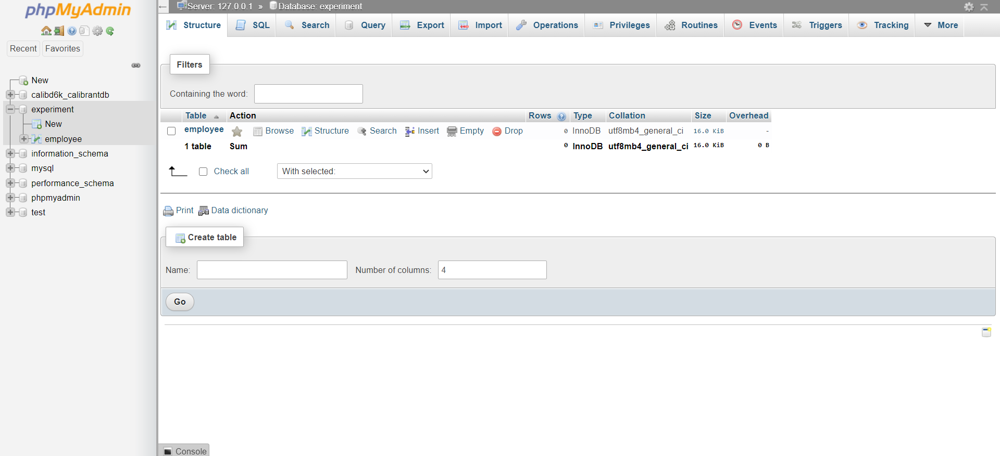 phpMyAdmin
Recent Favorites
New
calibd6k_calibrantdb
experiment
New
employee
information_schema
mysql
performance_schema
phpmyadmin
test
Server: 127.0.0.1 » Database: experiment
Structure SQL Search Query Export Import Operations Privileges Routines Events Triggers Tracking More
Filters
Containing the word:
Table Action Rows Type Collation Size Overhead
employee Browse Structure Search Insert Empty Drop 0 InnoDB utf8mb4_general_ci 16.0 KiB -
1 table Sum 0 InnoDB utf8mb4_general_ci 16.0 KiB 0 B
Check all With selected:
Print Data dictionary
Create table
Name: Number of columns: 4
Go
Console